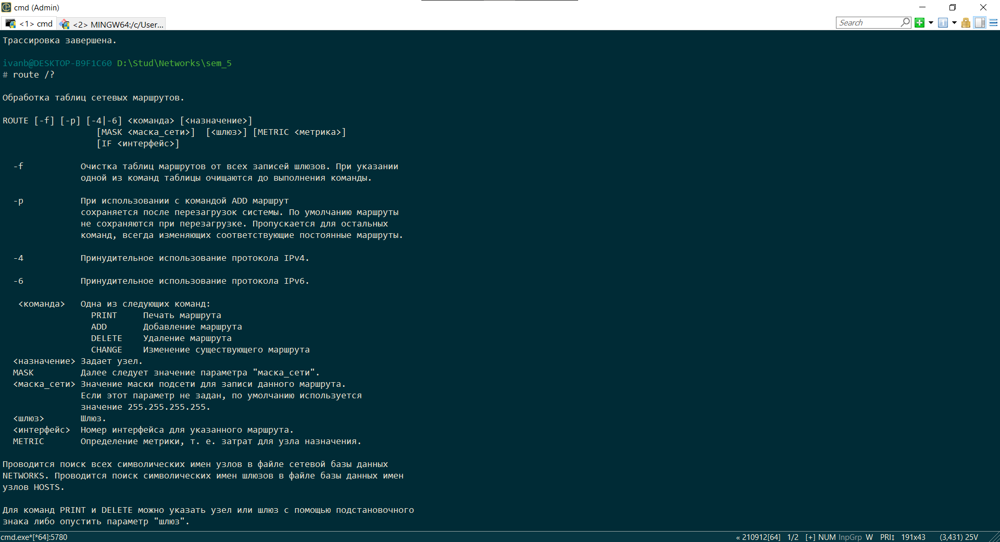 cmd (Admin)
<1> cmd
<2> MINGW64:/c/User...
Search
Трассировка завершена.
ivanb@DESKTOP-B9F1C60 D:\Stud\Networks\sem_5
# route /?
Обработка таблиц сетевых маршрутов.
ROUTE [-f] [-p] [-4|-6] <команда> [<назначение>]
[MASK <маска_сети>]  [<шлюз>] [METRIC <метрика>]
[IF <интерфейс>]
-f Очистка таблиц маршрутов от всех записей шлюзов. При указании
одной из команд таблицы очищаются до выполнения команды.
-p При использовании с командой ADD маршрут
сохраняется после перезагрузок системы. По умолчанию маршруты
не сохраняются при перезагрузке. Пропускается для остальных
команд, всегда изменяющих соответствующие постоянные маршруты.
-4 Принудительное использование протокола IPv4.
-6 Принудительное использование протокола IPv6.
<команда> Одна из следующих команд:
PRINT Печать маршрута
ADD Добавление маршрута
DELETE Удаление маршрута
CHANGE Изменение существующего маршрута
<назначение> Задает узел.
MASK Далее следует значение параметра "маска_сети".
<маска_сети> Значение маски подсети для записи данного маршрута.
Если этот параметр не задан, по умолчанию используется
значение 255.255.255.255.
<шлюз> Шлюз.
<интерфейс> Номер интерфейса для указанного маршрута.
METRIC Определение метрики, т. е. затрат для узла назначения.
Проводится поиск всех символических имен узлов в файле сетевой базы данных
NETWORKS. Проводится поиск символических имен шлюзов в файле базы данных имен
узлов HOSTS.
Для команд PRINT и DELETE можно указать узел или шлюз с помощью подстановочного
знака либо опустить параметр "шлюз".
cmd.exe*[*64]:5780
« 210912[64] 1/2 [+] NUM InpGrp W PRI↕ 191x43 (3,431) 25V